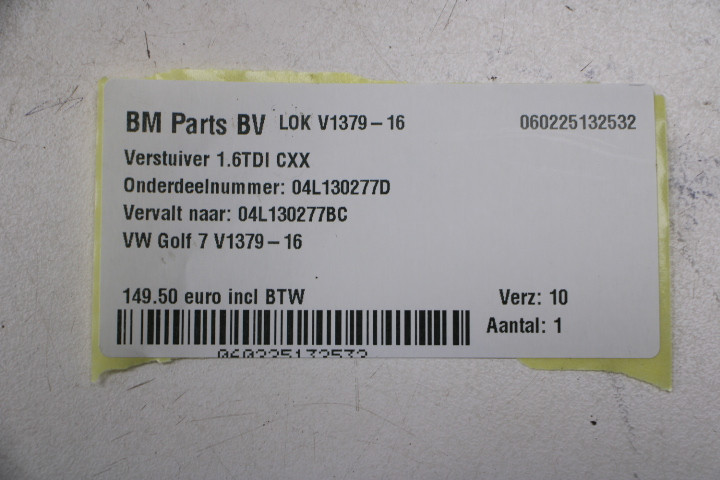 BM Parts BV LOK V1379-16 060225132532
Verstuiver 1.6TDI CXX
Onderdeelnummer: 04L130277D
Vervalt naar: 04L130277BC
VW Golf 7 V1379-16
149.50 euro incl BTW Verz: 10
Aantal: 1
060225132532